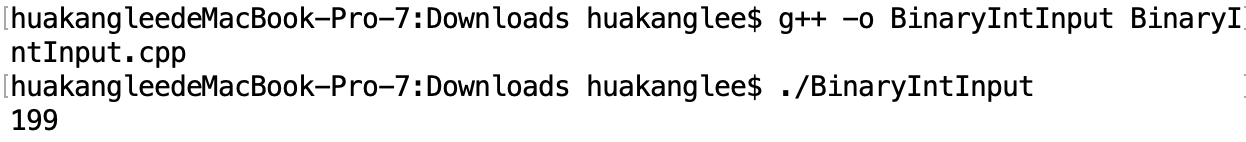 [huakangleedeMacBook-Pro-7:Downloads huakanglee$ g++ -o BinaryIntInput BinaryI]
ntInput.cpp
[huakangleedeMacBook-Pro-7:Downloads huakanglee$ ./BinaryIntInput
199